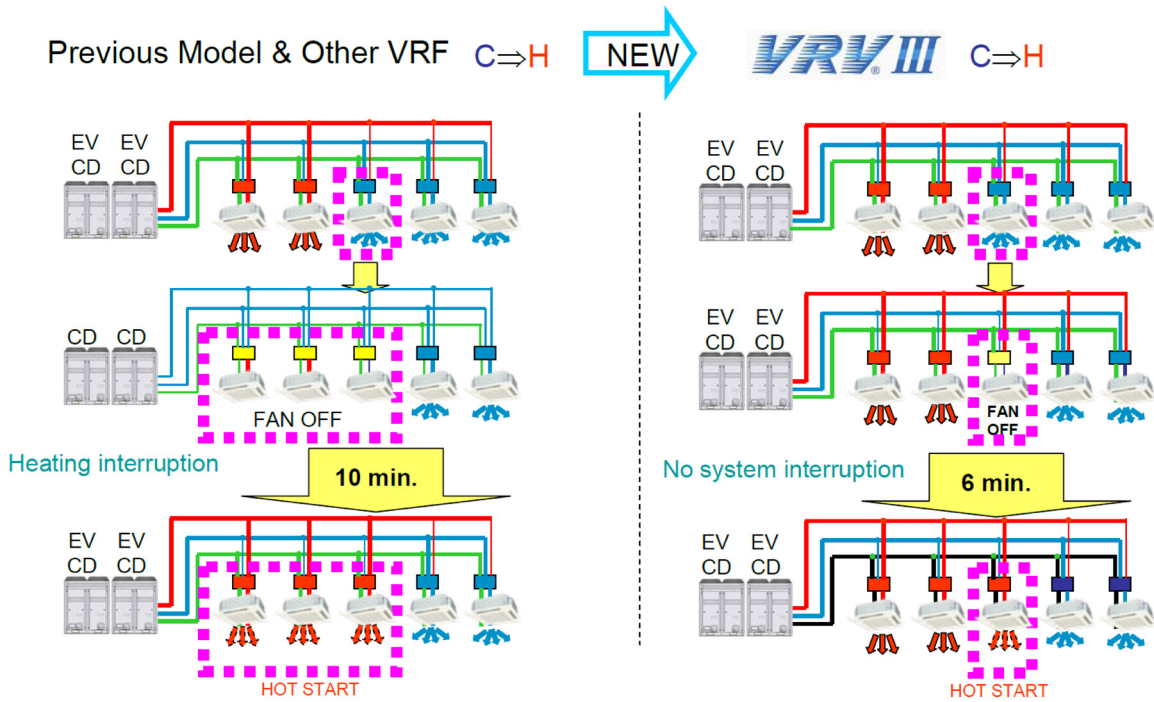 Previous Model & Other VRF C⇒H
NEW
VRV® III C⇒H
EV EV
CD CD
EV EV
CD CD
CD CD
FAN OFF
EV EV
CD CD
FAN
OFF
Heating interruption
10 min.
No system interruption
6 min.
EV EV
CD CD
HOT START
EV EV
CD CD
HOT START